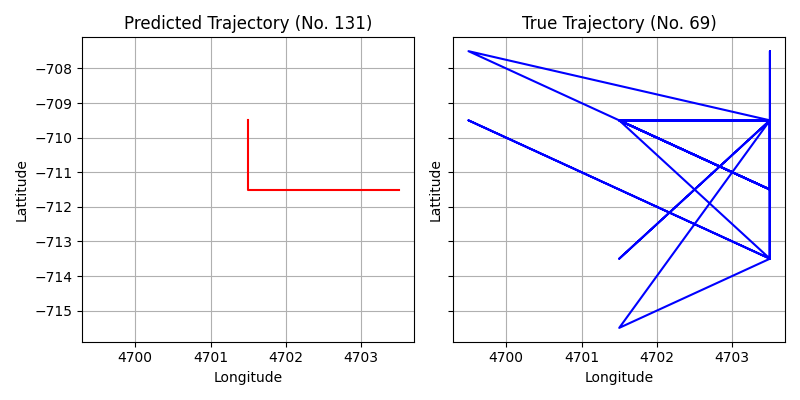 Predicted Trajectory (No. 131)
True Trajectory (No. 69)
−708
−709
−710
−711
−712
−713
−714
−715
Lattitude
Lattitude
4700 4701 4702 4703
4700 4701 4702 4703
Longitude
Longitude